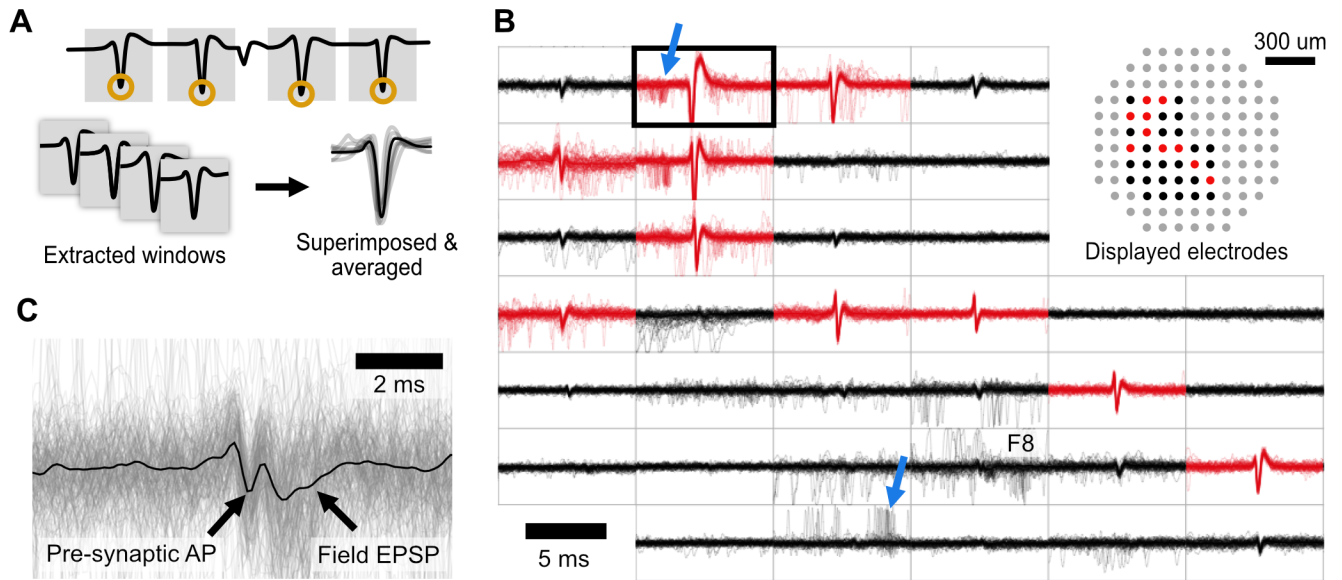 A
Extracted windows
Superimposed &
averaged
B
300 um
Displayed electrodes
F8
5 ms
C
2 ms
Pre-synaptic AP
Field EPSP